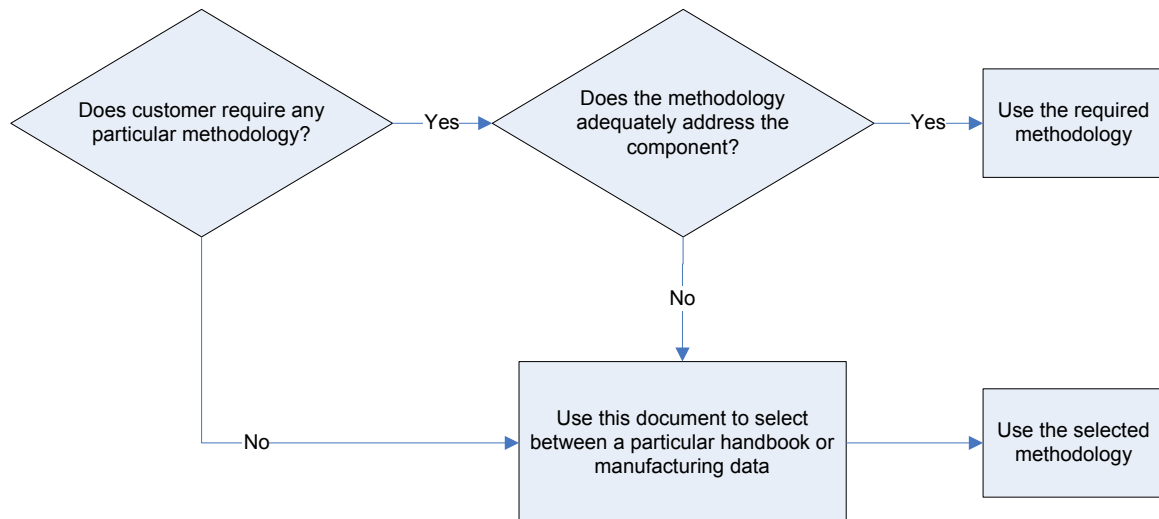 Does customer require any
particular methodology?
Yes
Does the methodology
adequately address the
component?
Yes
Use the required
methodology
No
No
Use this document to select
between a particular handbook or
manufacturing data
Use the selected
methodology